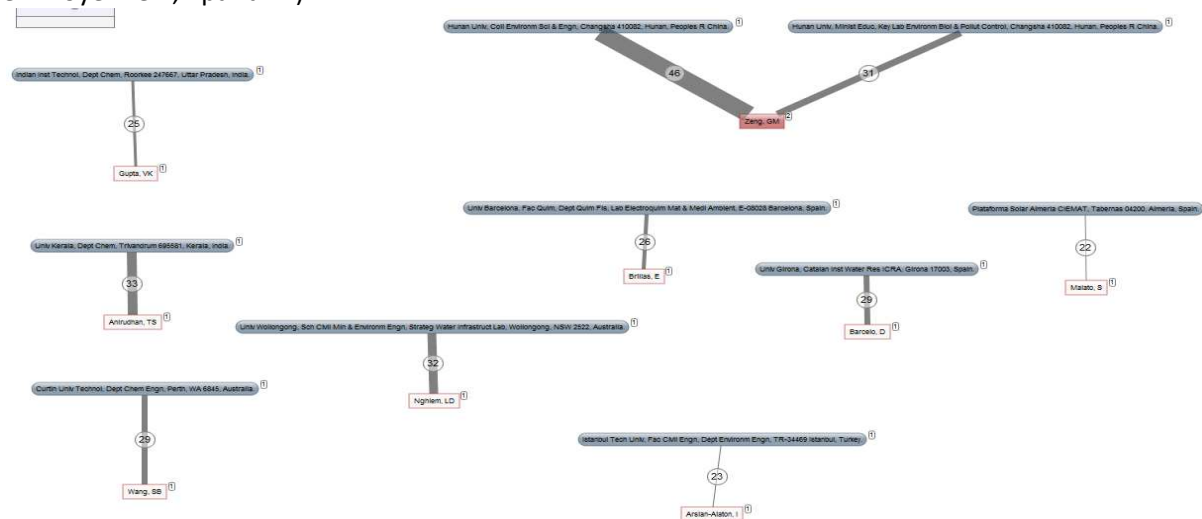 Hunan Univ, Coll Environm Sci & Engn, Changsha 410082, Hunan, Peoples R China. 1
Hunan Univ, Minist Educ, Key Lab Environm Biol & Pollut Control, Changsha 410082, Hunan, Peoples R China. 1
46
31
Zeng, GM 2
Indian Inst Technol, Dept Chem, Roorkee 247667, Uttar Pradesh, India. 1
25
Gupta, VK 1
Univ Barcelona, Fac Quim, Dept Quim Fis, Lab Electroquim Mat & Medi Ambient, E-08028 Barcelona, Spain. 1
26
Brillas, E 1
Plataforma Solar Almeria CIEMAT, Tabernas 04200, Almeria, Spain. 1
22
Malato, S 1
Univ Kerala, Dept Chem, Trivandrum 695581, Kerala, India. 1
33
Anirudhan, TS 1
Univ Girona, Catalan Inst Water Res ICRA, Girona 17003, Spain. 1
29
Barcelo, D 1
Univ Wollongong, Sch Civil Min & Environm Engn, Strateg Water Infrastruct Lab, Wollongong, NSW 2522, Australia. 1
32
Nghiem, LD 1
Curtin Univ Technol, Dept Chem Engn, Perth, WA 6845, Australia. 1
29
Wang, SB 1
Istanbul Tech Univ, Fac Civil Engn, Dept Environm Engn, TR-34469 Istanbul, Turkey. 1
23
Arslan-Alaton, I 1